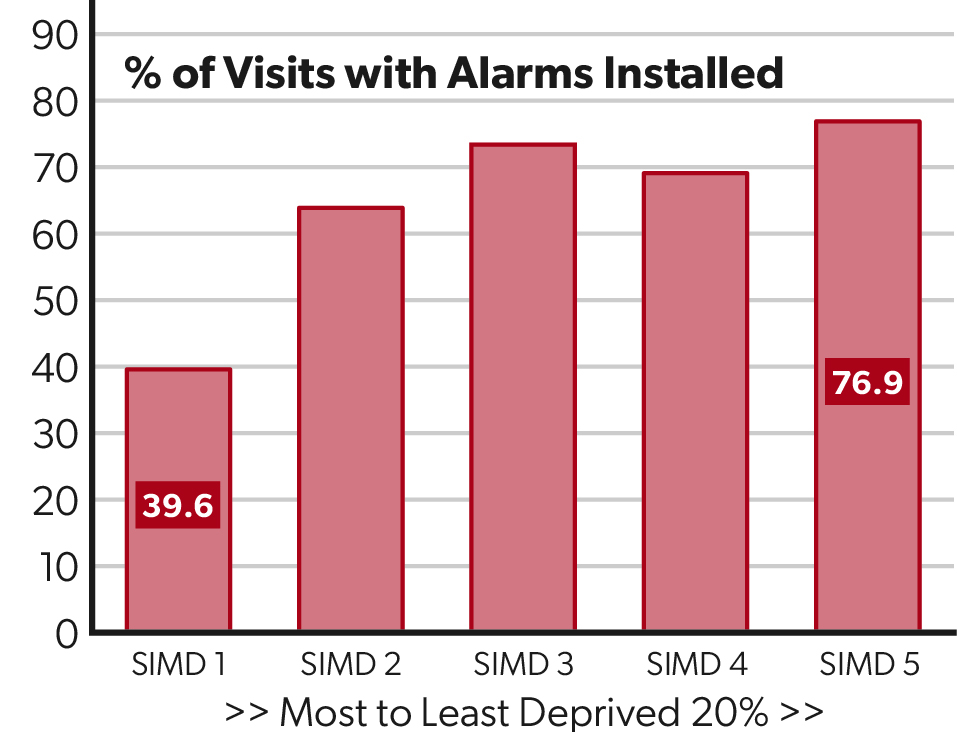 % of Visits with Alarms Installed
90
80
70
60
50
40
30
20
10
0
39.6
76.9
SIMD 1
SIMD 2
SIMD 3
SIMD 4
SIMD 5
>> Most to Least Deprived 20% >>